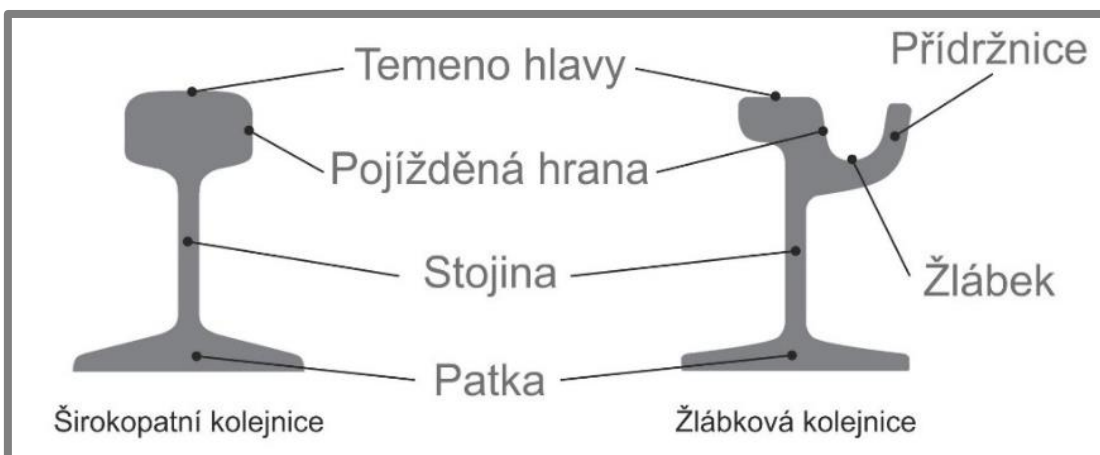 Přídržnice
Temeno hlavy
Pojížděná hrana
Stojina
Žlábek
Patka
Širokopatní kolejnice
Žlábková kolejnice